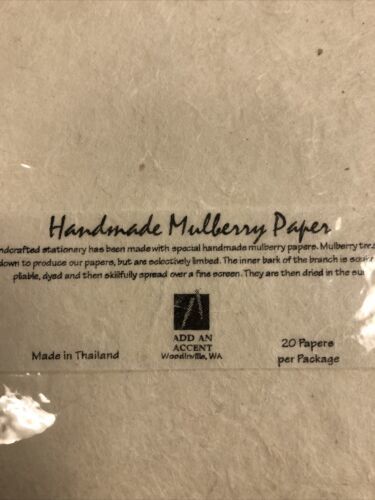 Handmade Mulberry Paper
ndcrafted stationery has been made with special handmade mulberry papers. Mulberry tre
down to produce our papers, but are selectively limbed. The inner bark of the branch is
pliable, dyed and then skillfully spread over a fine screen. They are then dried in the sun
ADD AN
ACCENT
Woodinville, WA
Made in Thailand
20 Papers
per Package